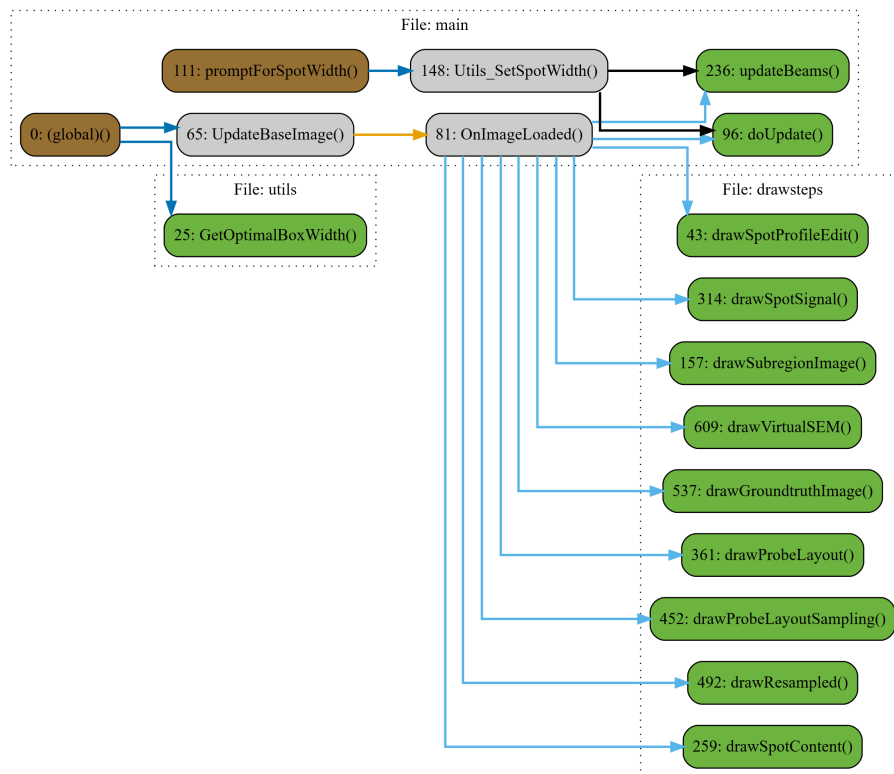 File: main
111: promptForSpotWidth()
148: Utils_SetSpotWidth()
236: updateBeams()
0: (global)()
65: UpdateBaseImage()
81: OnImageLoaded()
96: doUpdate()
File: utils
25: GetOptimalBoxWidth()
File: drawsteps
43: drawSpotProfileEdit()
314: drawSpotSignal()
157: drawSubregionImage()
609: drawVirtualSEM()
537: drawGroundtruthImage()
361: drawProbeLayout()
452: drawProbeLayoutSampling()
492: drawResampled()
259: drawSpotContent()